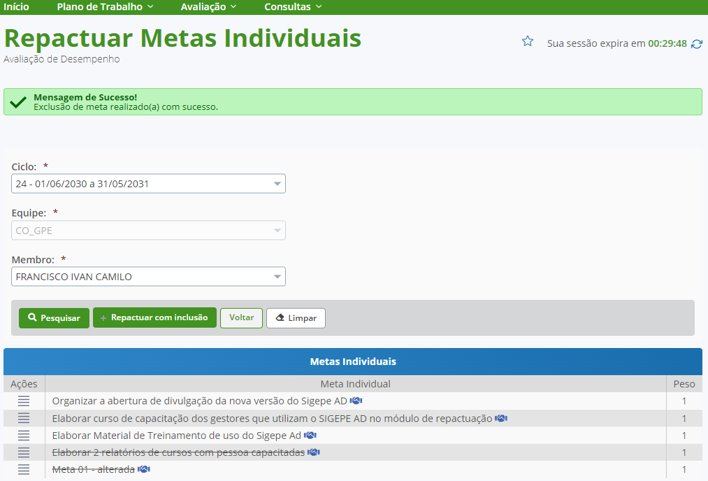 Início Plano de Trabalho Avaliação Consultas
Repactuar Metas Individuais
Sua sessão expira em 00:29:48
Avaliação de Desempenho
Mensagem de Sucesso!
Exclusão de meta realizado(a) com sucesso.
Ciclo: *
24 - 01/06/2030 a 31/05/2031
Equipe: *
CO_GPE
Membro: *
FRANCISCO IVAN CAMILO
Pesquisar + Repactuar com inclusão Voltar Limpar
Metas Individuais
Ações Meta Individual Peso
Organizar a abertura de divulgação da nova versão do Sigepe AD 1
Elaborar curso de capacitação dos gestores que utilizam o SIGEPE AD no módulo de repactuação 1
Elaborar Material de Treinamento de uso do Sigepe Ad 1
Elaborar 2 relatórios de cursos com pessoa capacitadas 1
Meta 01 - alterada 1